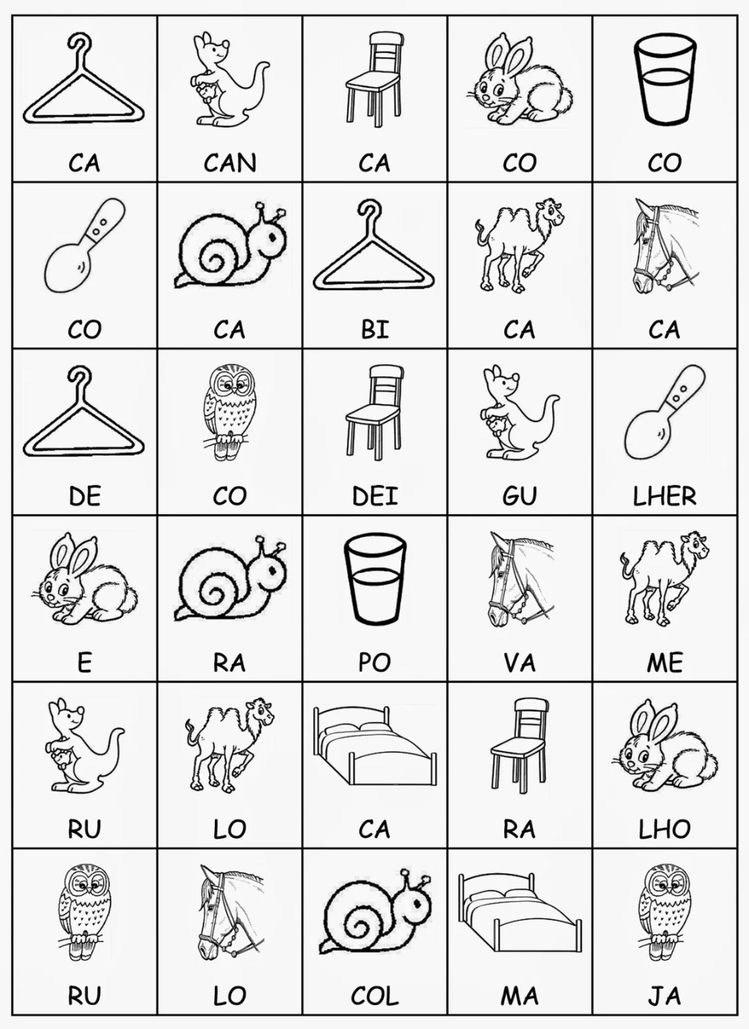 CA CAN CA CO CO
CO CA BI CA CA
DE CO DEI GU LHER
E RA PO VA ME
RU LO CA RA LHO
RU LO COL MA JA